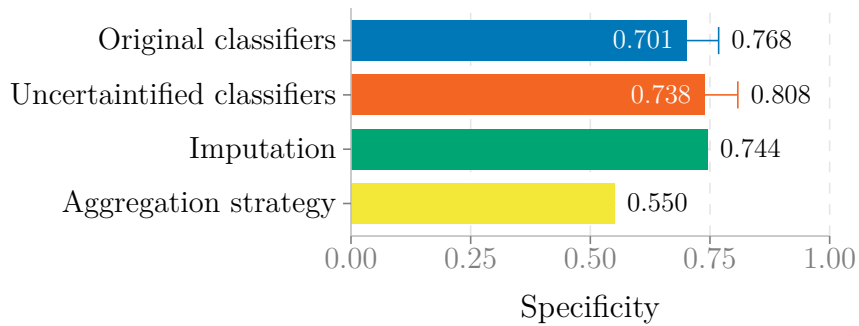 Original classifiers 0.701 0.768
Uncertaintified classifiers 0.738 0.808
Imputation 0.744
Aggregation strategy 0.550
0.00 0.25 0.50 0.75 1.00
Specificity